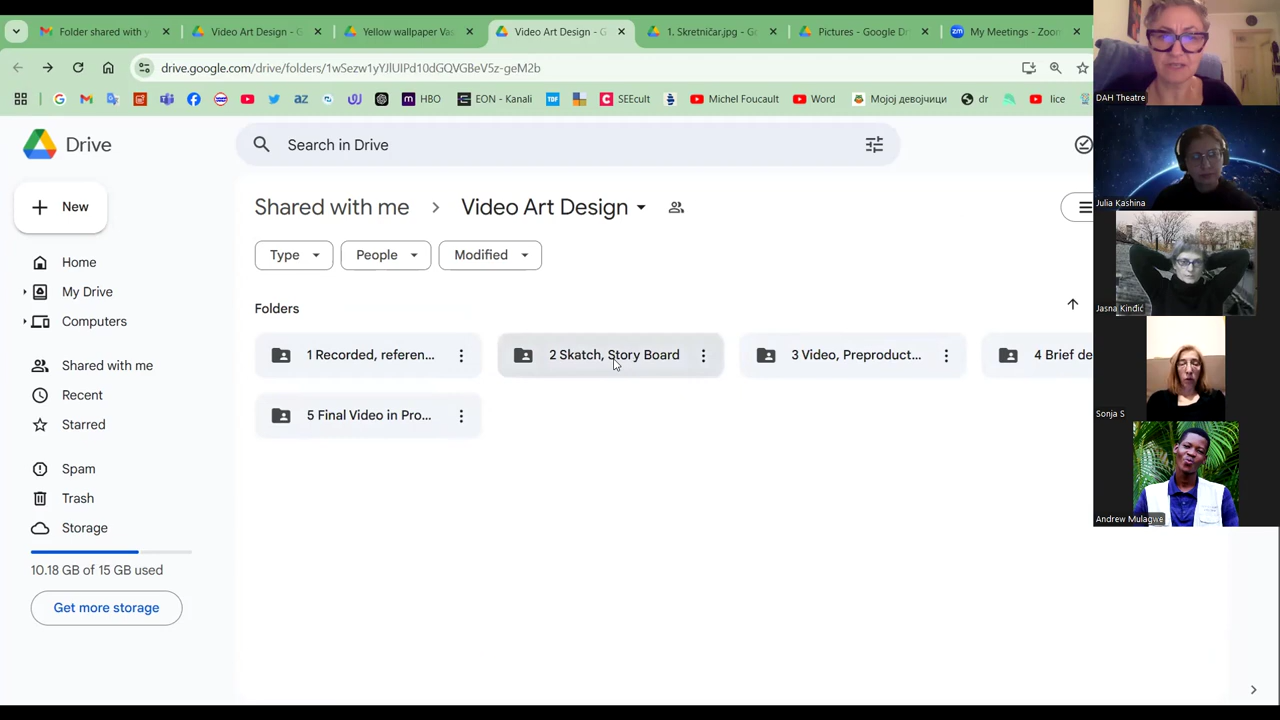 Folder shared with y
Video Art Design - G
Yellow wallpaper Vas
Video Art Design - G
1. Skretničar.jpg - Go
Pictures - Google Dr
My Meetings - Zoom
drive.google.com/drive/folders/1wSezw1yYJlUIPd10dGQVGBeV5z-geM2b
HBO
EON - Kanali
SEEcult
Michel Foucault
Word
Мојој девојчици
dr
lice
Drive
Search in Drive
New
Shared with me > Video Art Design
Type
People
Modified
Home
My Drive
Computers
Shared with me
Recent
Starred
Spam
Trash
Storage
10.18 GB of 15 GB used
Get more storage
Folders
1 Recorded, referen...
2 Skatch, Story Board
3 Video, Preproduct...
4 Brief de
5 Final Video in Pro...
DAH Theatre
Julia Kashina
Jasna Kinđić
Sonja S
Andrew Mulagwe